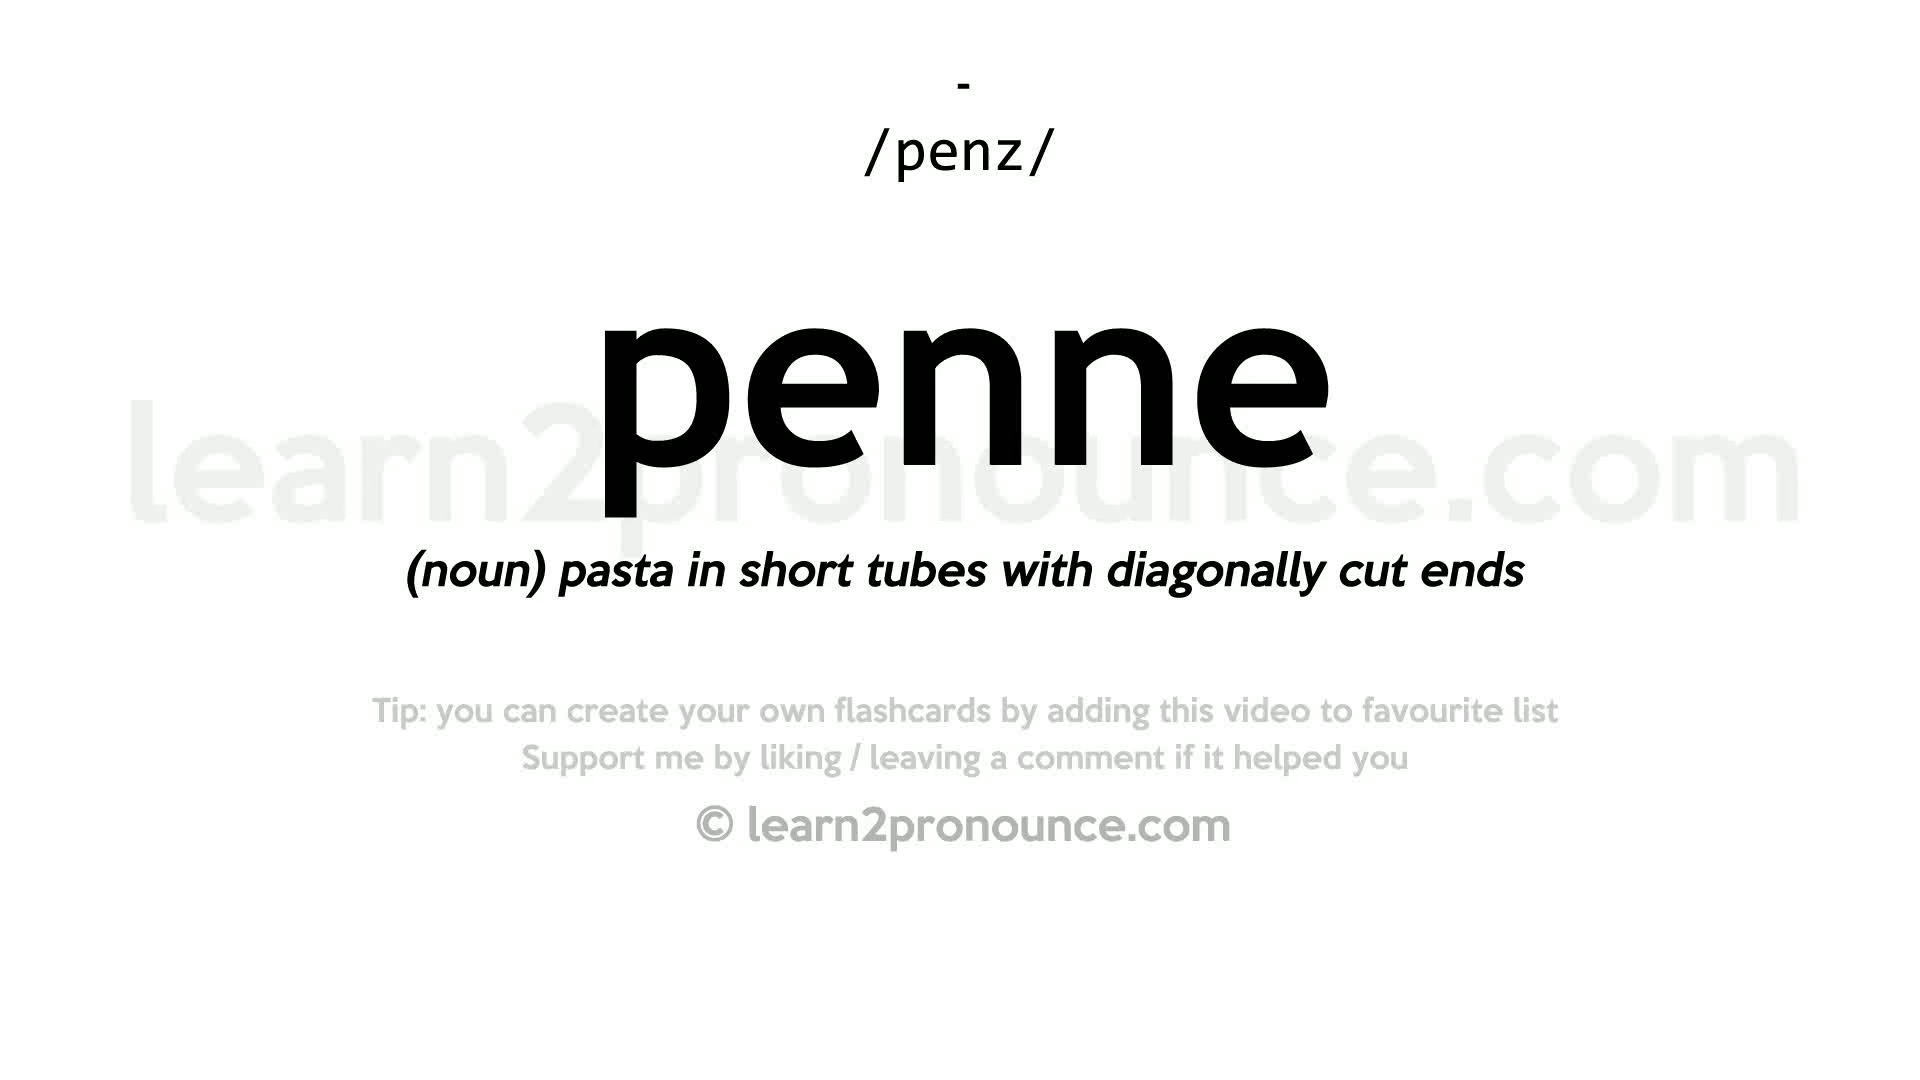 -
/penz/
penne
learn2pronounce.com
(noun) pasta in short tubes with diagonally cut ends
Tip: you can create your own flashcards by adding this video to favourite list
Support me by liking / leaving a comment if it helped you
© learn2pronounce.com